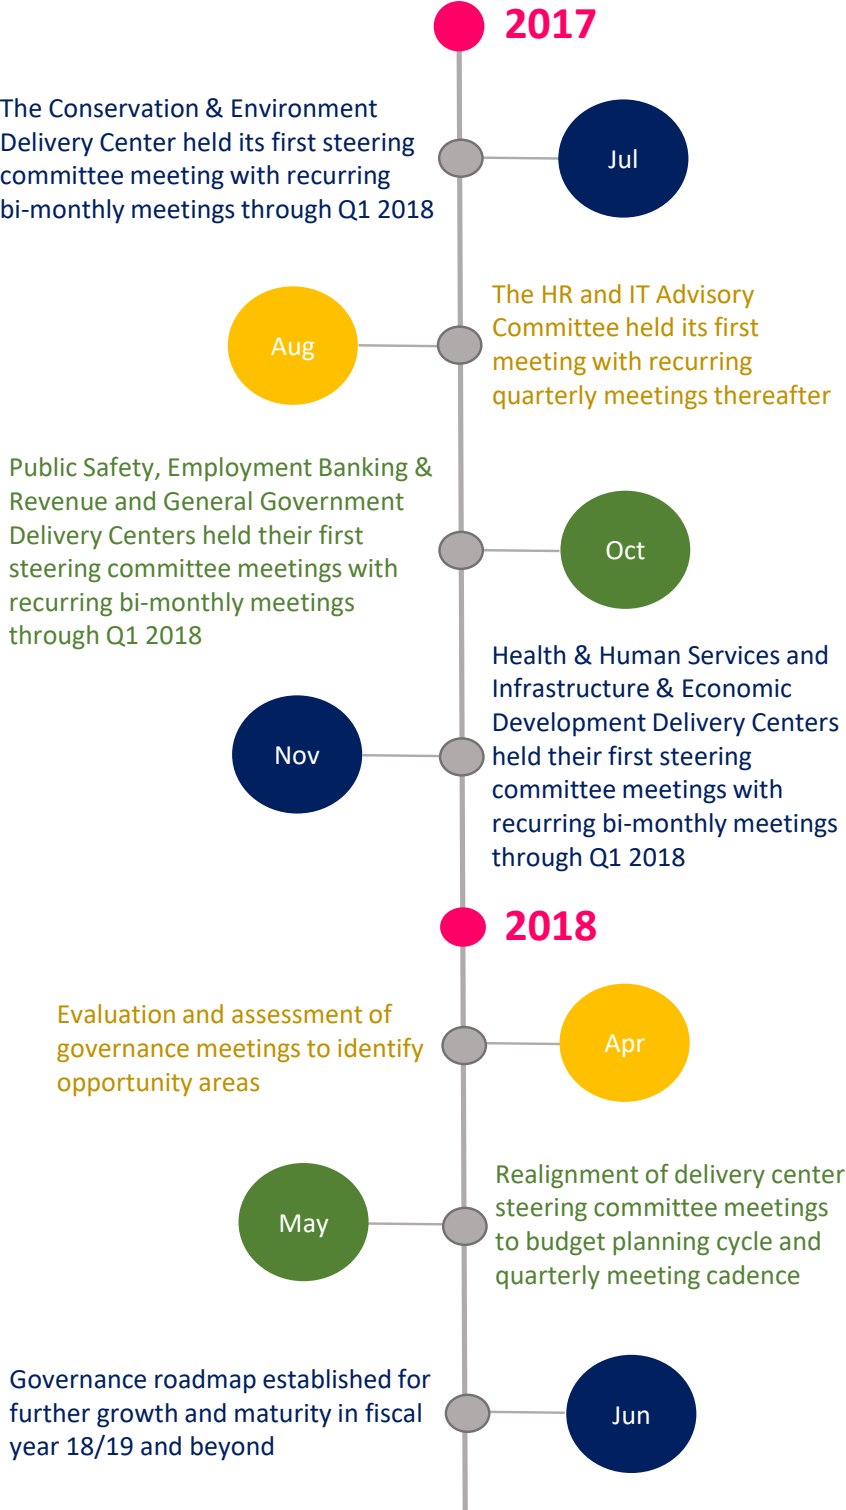 2017
The Conservation & Environment
Delivery Center held its first steering
committee meeting with recurring
bi-monthly meetings through Q1 2018
Jul
Aug
The HR and IT Advisory
Committee held its first
meeting with recurring
quarterly meetings thereafter
Public Safety, Employment Banking &
Revenue and General Government
Delivery Centers held their first
steering committee meetings with
recurring bi-monthly meetings
through Q1 2018
Oct
Nov
Health & Human Services and
Infrastructure & Economic
Development Delivery Centers
held their first steering
committee meetings with
recurring bi-monthly meetings
through Q1 2018
2018
Evaluation and assessment of
governance meetings to identify
opportunity areas
Apr
May
Realignment of delivery center
steering committee meetings
to budget planning cycle and
quarterly meeting cadence
Governance roadmap established for
further growth and maturity in fiscal
year 18/19 and beyond
Jun